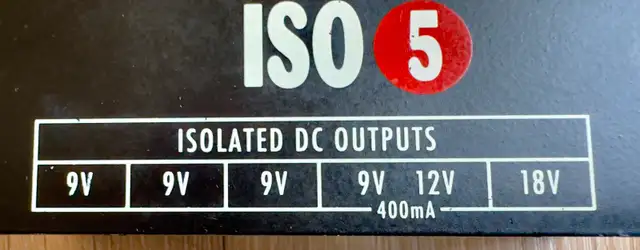 ISO 5
ISOLATED DC OUTPUTS
9V 9V 9V 9V 12V 18V
400mA